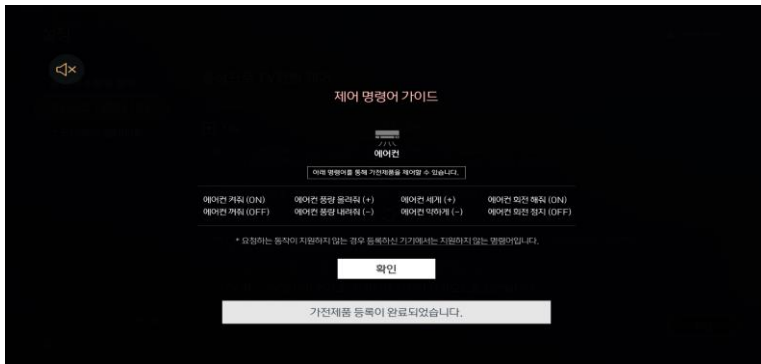 제어 명령어 가이드
에어컨
아래 명령어를 통해 가전제품을 제어할 수 있습니다.
에어컨 켜줘 (ON) 에어컨 풍량 올려줘 (+) 에어컨 세게 (+) 에어컨 회전 해줘 (ON)
에어컨 꺼줘 (OFF) 에어컨 풍량 내려줘 (-) 에어컨 약하게 (-) 에어컨 회전 정지 (OFF)
* 요청하는 동작이 지원하지 않는 경우 등록하신 기기에서는 지원하지 않는 명령어입니다.
확인
가전제품 등록이 완료되었습니다.